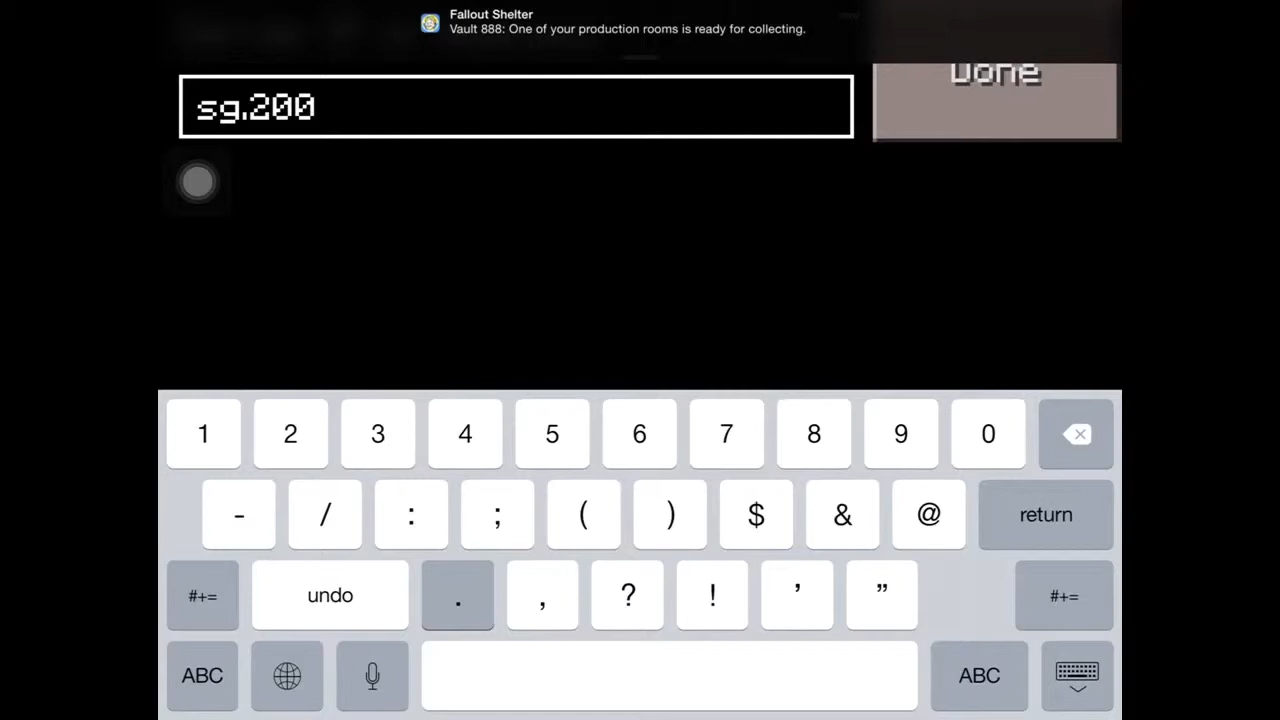 Fallout Shelter
Vault 888: One of your production rooms is ready for collecting.
Done
sg.200
1 2 3 4 5 6 7 8 9 0
- / : ; ( ) $ & @ return
#+= undo . , ? ! ’ ” #+=
ABC ABC